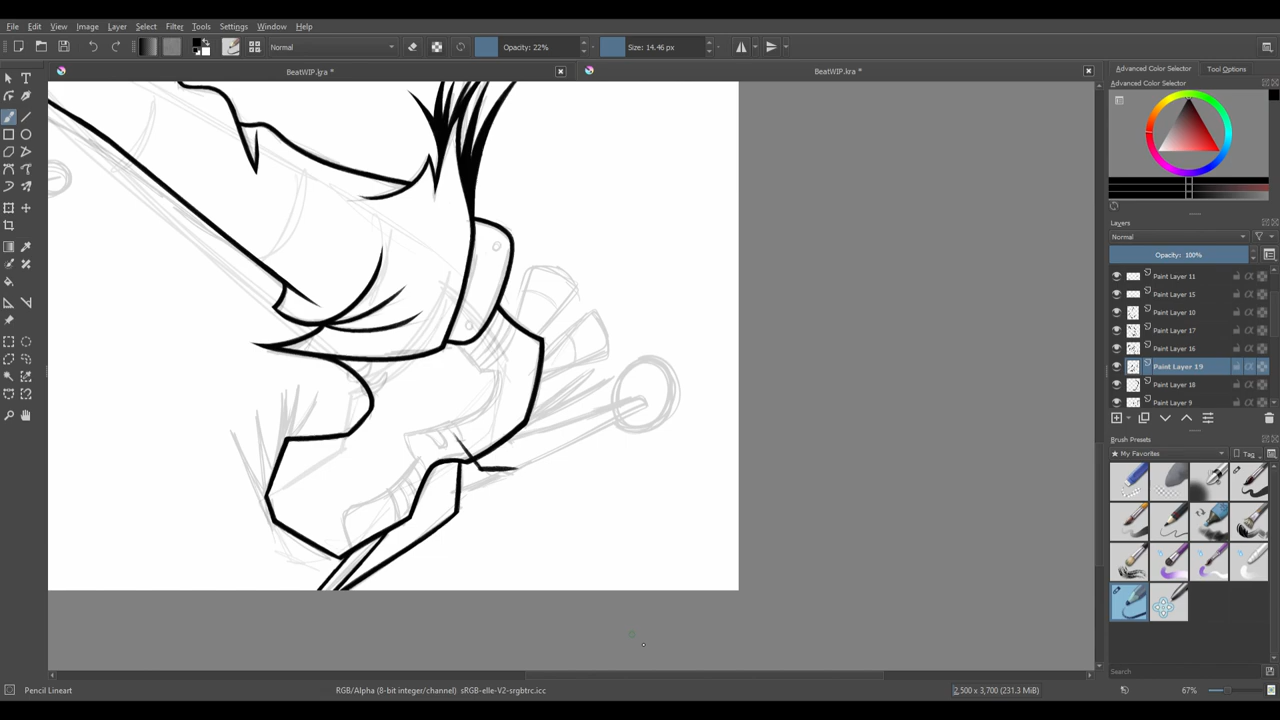 File Edit View Image Layer Select Filter Tools Settings Window Help
Normal Opacity: 22% Size: 14.46 px
BeatWIP.kra * BeatWIP.kra *
Advanced Color Selector Tool Options
Advanced Color Selector
Layers
Normal
Opacity: 100%
Paint Layer 11
Paint Layer 15
Paint Layer 10
Paint Layer 17
Paint Layer 16
Paint Layer 19
Paint Layer 18
Paint Layer 9
Brush Presets
★ My Favorites Tag
Search
Pencil Lineart RGB/Alpha (8-bit integer/channel) sRGB-elle-V2-srgbtrc.icc 2,500 x 3,700 (231.3 MiB) 67%